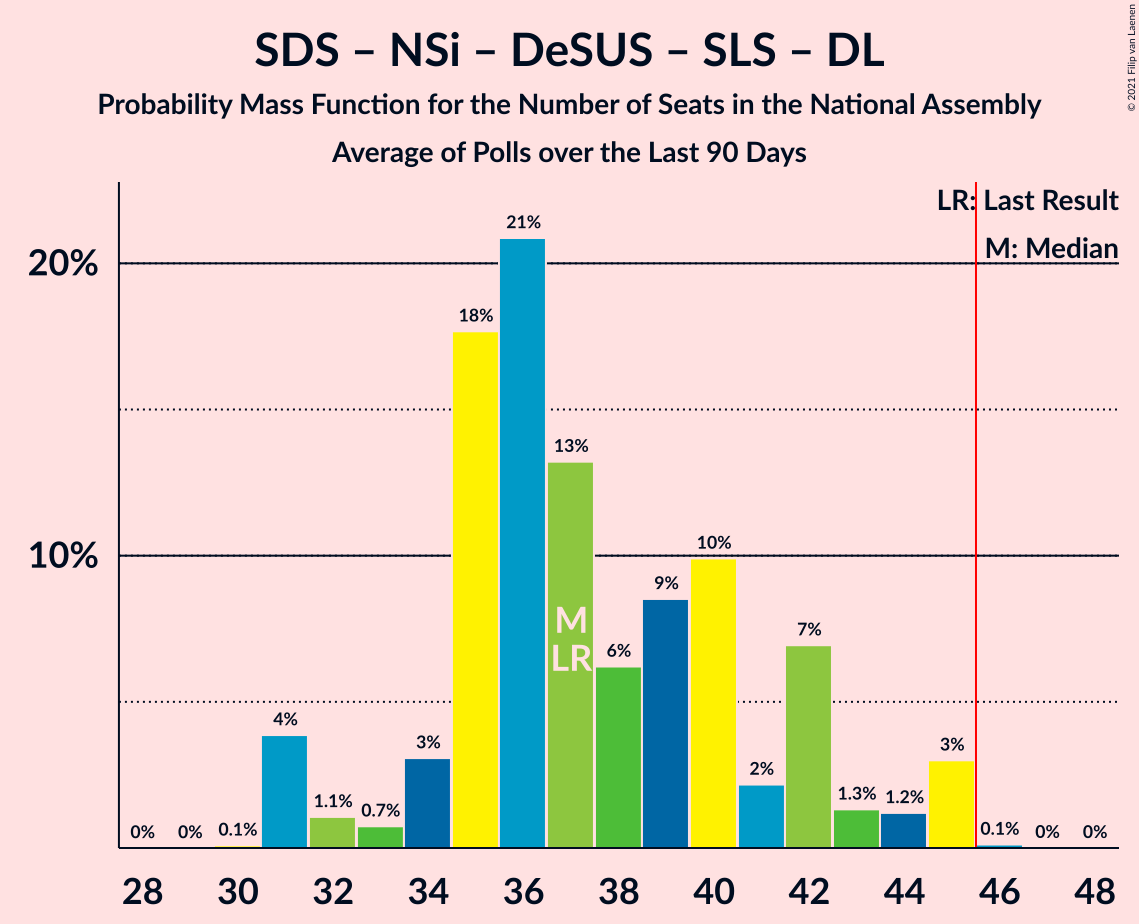 SDS – NSi – DeSUS – SLS – DL
Probability Mass Function for the Number of Seats in the National Assembly
Average of Polls over the Last 90 Days
© 2021 Filip van Laenen
LR: Last Result
M: Median
20%
10%
0%
0%
0.1%
4%
1.1%
0.7%
3%
18%
21%
13%
6%
9%
10%
2%
7%
1.3%
1.2%
3%
0.1%
0%
0%
M
LR
28 30 32 34 36 38 40 42 44 46 48